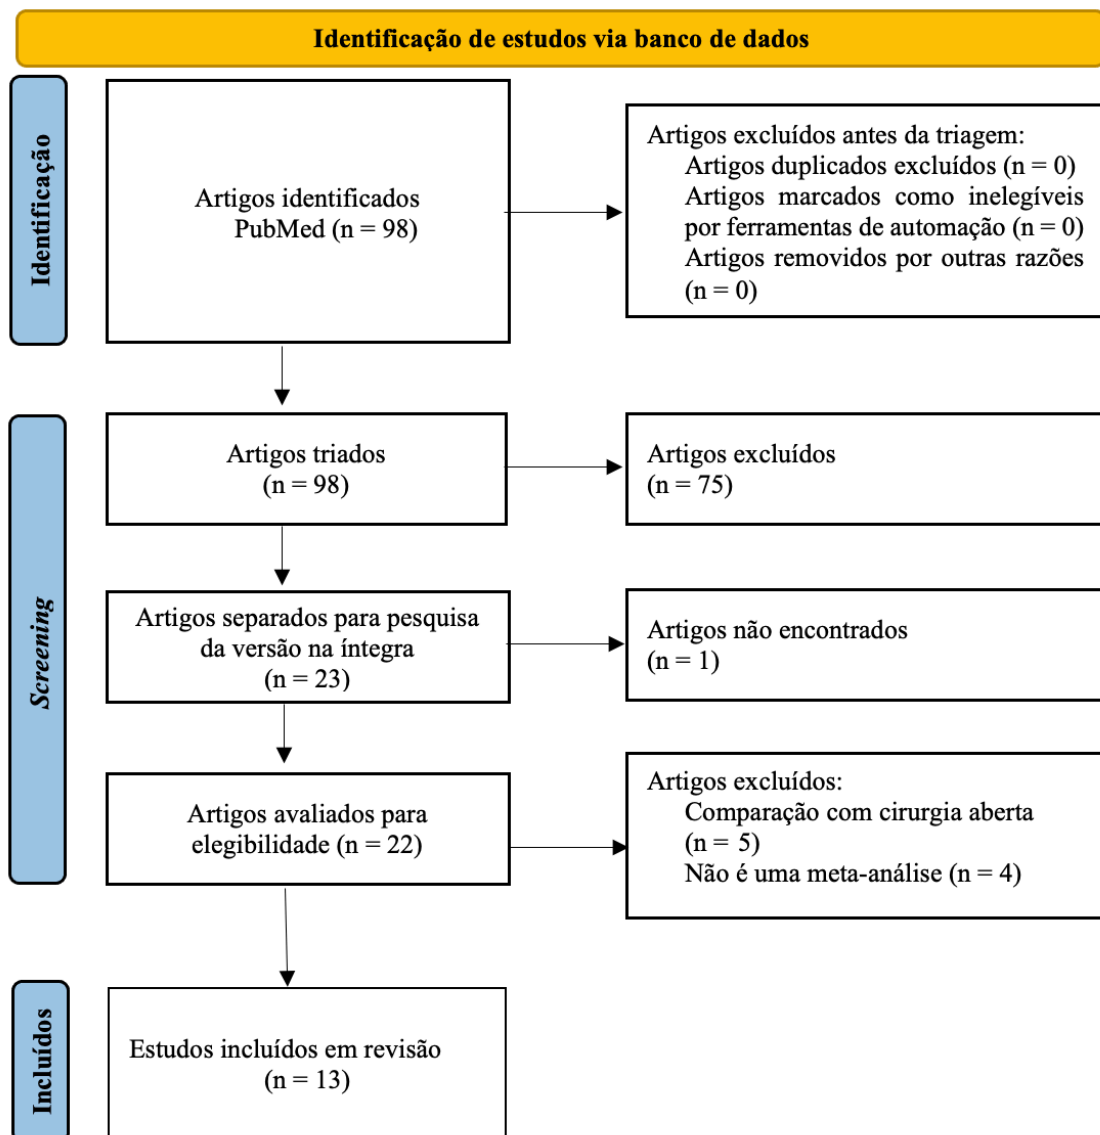 Identificação de estudos via banco de dados
Identificação
Artigos identificados
PubMed (n = 98)
Artigos excluídos antes da triagem:
Artigos duplicados excluídos (n = 0)
Artigos marcados como inelegíveis
por ferramentas de automação (n = 0)
Artigos removidos por outras razões
(n = 0)
Screening
Artigos triados
(n = 98)
Artigos excluídos
(n = 75)
Artigos separados para pesquisa
da versão na íntegra
(n = 23)
Artigos não encontrados
(n = 1)
Artigos avaliados para
elegibilidade (n = 22)
Artigos excluídos:
Comparação com cirurgia aberta
(n = 5)
Não é uma meta-análise (n = 4)
Incluídos
Estudos incluídos em revisão
(n = 13)